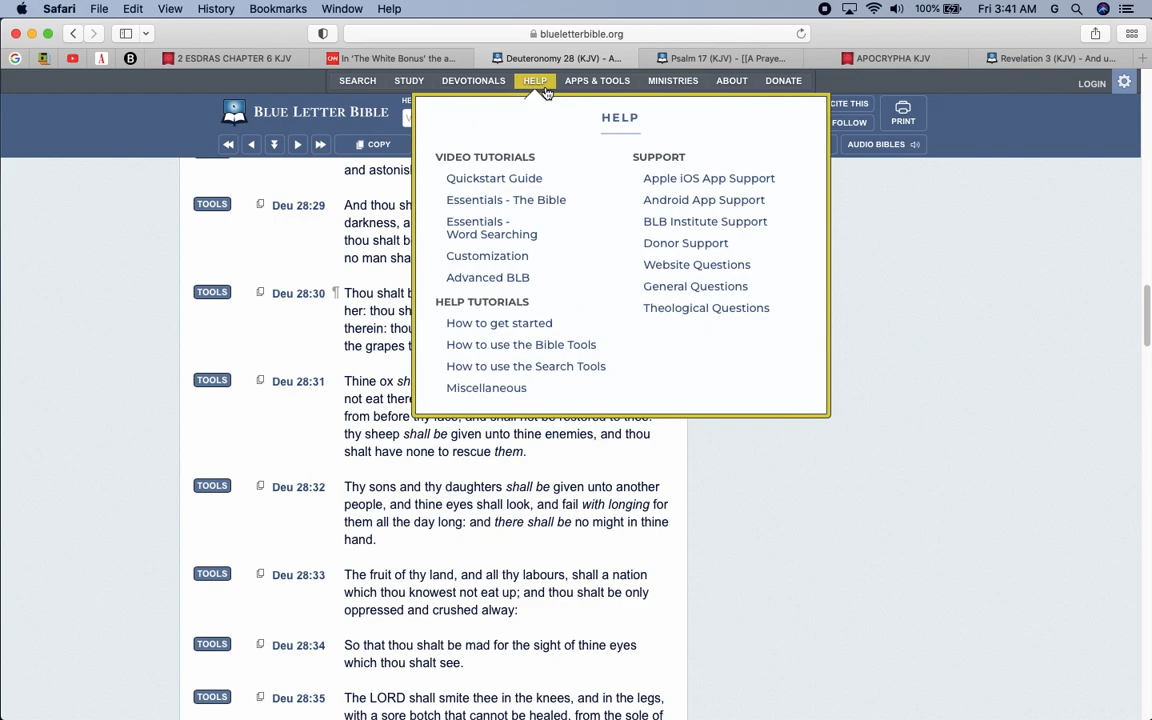 Safari File Edit View History Bookmarks Window Help 100% Fri 3:41 AM G
blueletterbible.org
2 ESDRAS CHAPTER 6 KJV In 'The White Bonus' the a... Deuteronomy 28 (KJV) - A... Psalm 17 (KJV) - [[A Praye... APOCRYPHA KJV Revelation 3 (KJV) - And u...
SEARCH STUDY DEVOTIONALS HELP APPS & TOOLS MINISTRIES ABOUT DONATE LOGIN
BLUE LETTER BIBLE HE CITE THIS PRINT
FOLLOW
COPY AUDIO BIBLES
HELP
VIDEO TUTORIALS
Quickstart Guide
Essentials - The Bible
Essentials -
Word Searching
Customization
Advanced BLB
HELP TUTORIALS
How to get started
How to use the Bible Tools
How to use the Search Tools
Miscellaneous
SUPPORT
Apple iOS App Support
Android App Support
BLB Institute Support
Donor Support
Website Questions
General Questions
Theological Questions
and astonis
TOOLS Deu 28:29 And thou sh
darkness, a
thou shalt b
no man sha
TOOLS Deu 28:30 ¶ Thou shalt b
her: thou sh
therein: thou
the grapes t
TOOLS Deu 28:31 Thine ox sh
not eat there
from before thy face, and shall not be restored to thee:
thy sheep shall be given unto thine enemies, and thou
shalt have none to rescue them.
TOOLS Deu 28:32 Thy sons and thy daughters shall be given unto another
people, and thine eyes shall look, and fail with longing for
them all the day long: and there shall be no might in thine
hand.
TOOLS Deu 28:33 The fruit of thy land, and all thy labours, shall a nation
which thou knowest not eat up; and thou shalt be only
oppressed and crushed alway:
TOOLS Deu 28:34 So that thou shalt be mad for the sight of thine eyes
which thou shalt see.
TOOLS Deu 28:35 The LORD shall smite thee in the knees, and in the legs,
with a sore botch that cannot be healed, from the sole of